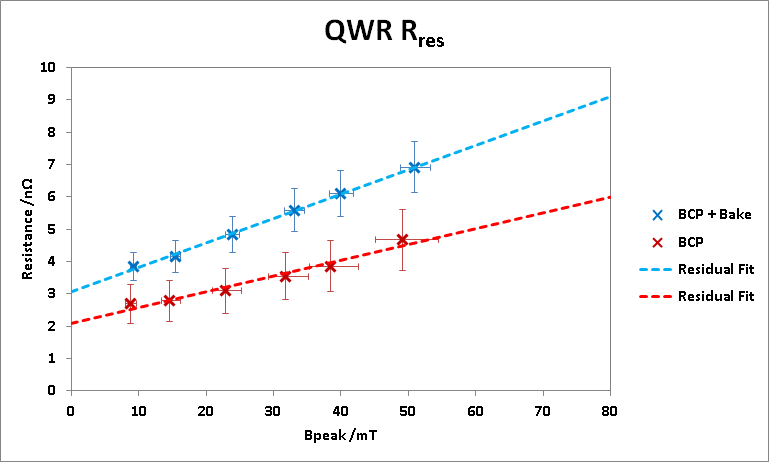 QWR Rres
10
9
8
7
6
5
4
3
2
1
0
Resistance /nΩ
0 10 20 30 40 50 60 70 80
Bpeak /mT
BCP + Bake
BCP
Residual Fit
Residual Fit